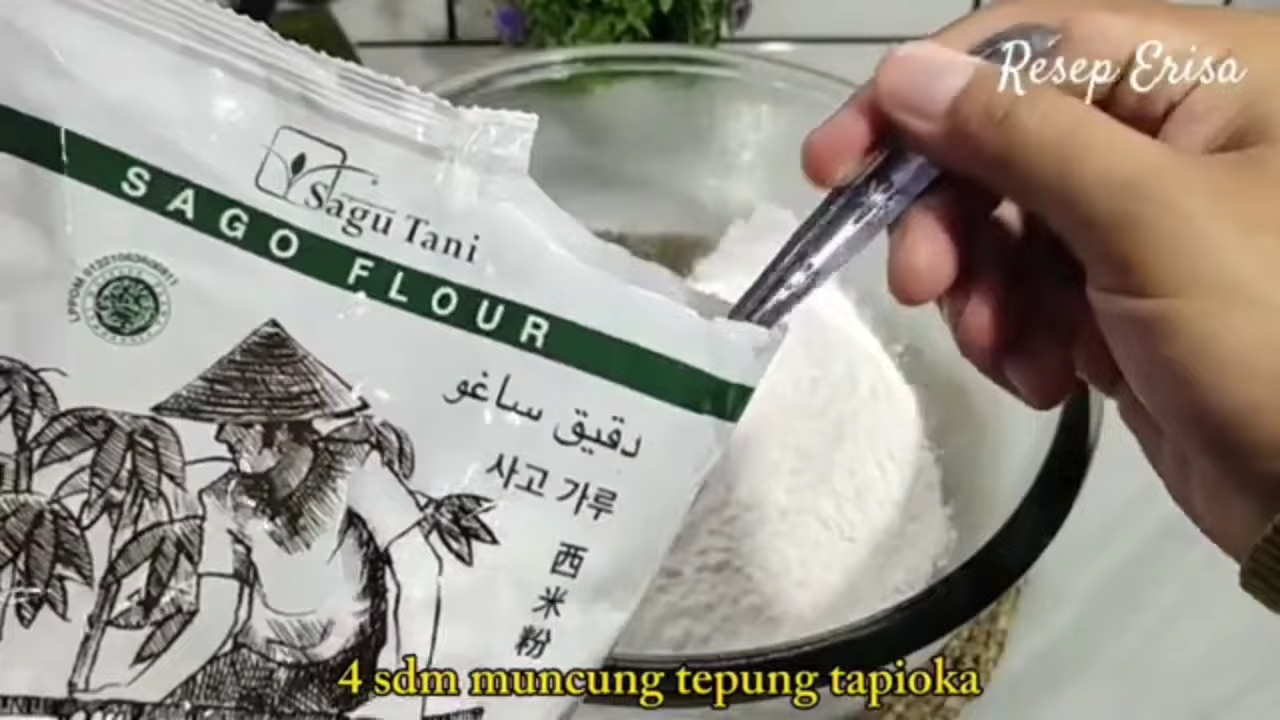 Resep Erisa
Sagu Tani
SAGO FLOUR
دقيق ساغو
사고 가루
西米粉
4 sdm muncung tepung tapioka